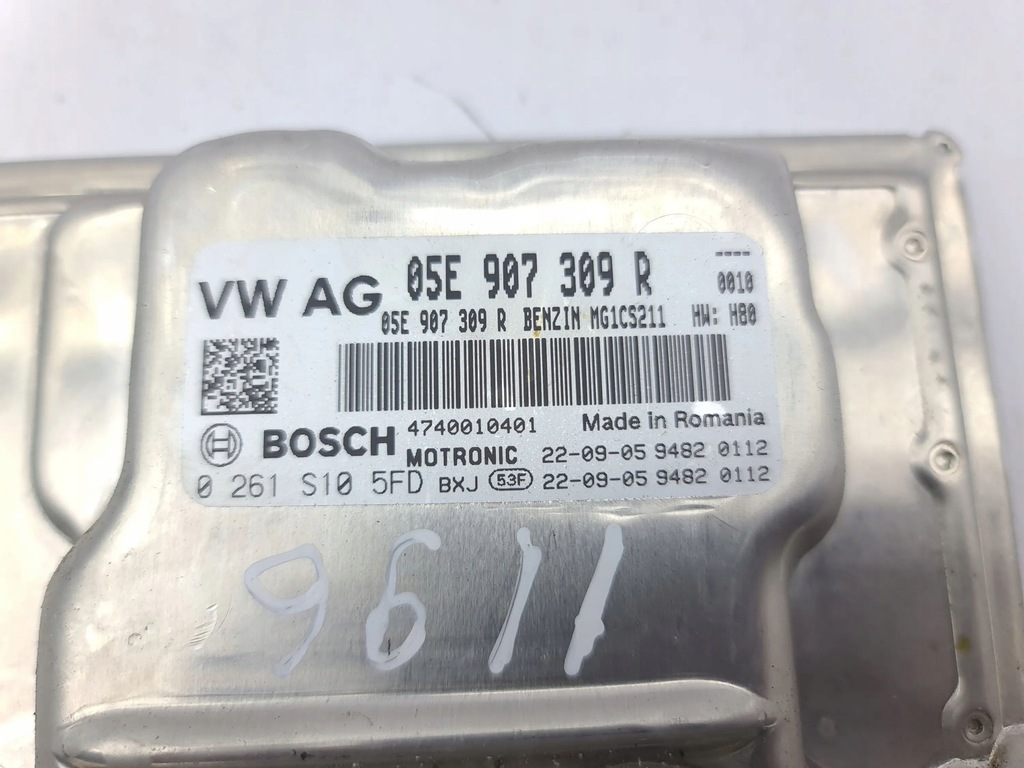 VW AG 05E 907 309 R ----
0010
05E 907 309 R BENZIN MG1CS211 HW: H80
4740010401 Made in Romania
BOSCH MOTRONIC 22-09-05 9482 0112
0 261 S10 5FD BXJ 53F 22-09-05 9482 0112
9611